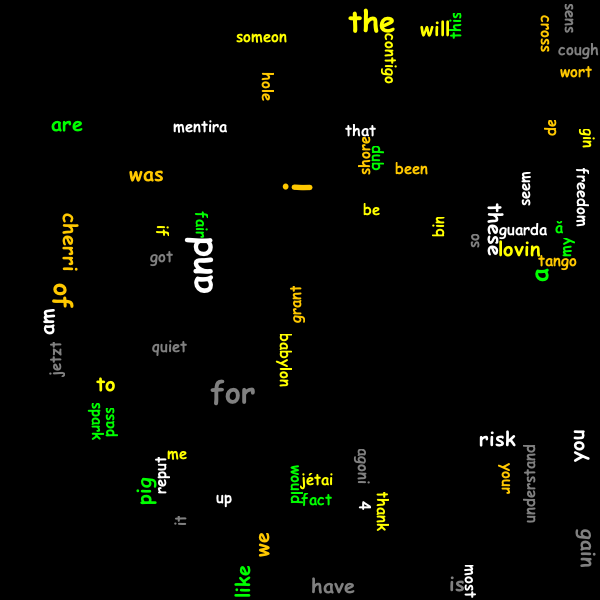 the
will
this
sens
cross
someon
contigo
cough
wort
hole
are
mentira
that
de
gin
shore
dub
was
been
i
seem
freedom
be
these
fair
if
bin
guarda
a'
my
so
cherri
and
got
lovin
tango
a
of
grant
am
jetzt
quiet
babylon
to
for
spark
ssad
risk
you
me
reput
agoni
understand
your
pig
would
jétai
up
fact
4
thank
it
we
gain
like
have
is
most